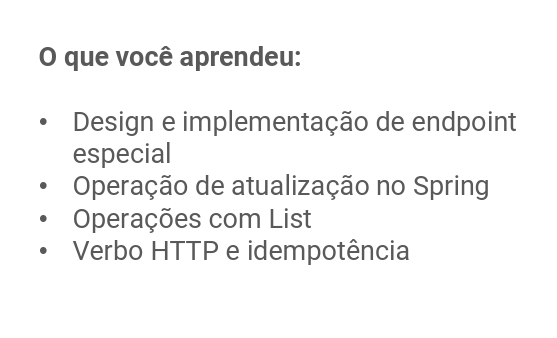 O que você aprendeu:
• Design e implementação de endpoint
especial
• Operação de atualização no Spring
• Operações com List
• Verbo HTTP e idempotência